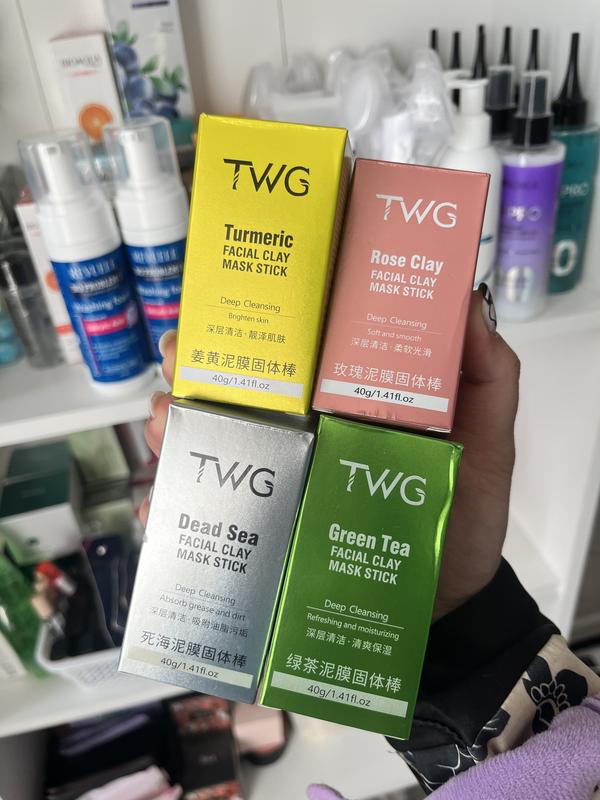 BIOAQUA
TWG
Turmeric
FACIAL CLAY
MASK STICK
Deep Cleansing
Brighten skin
深层清洁·靓泽肌肤
姜黄泥膜固体棒
40g/1.41fl.oz
TWG
Rose Clay
FACIAL CLAY
MASK STICK
Deep Cleansing
Soft and smooth
深层清洁·柔软光滑
玫瑰泥膜固体棒
40g/1.41fl.oz
TWG
Dead Sea
FACIAL CLAY
MASK STICK
Deep Cleansing
Absorb grease and dirt
深层清洁·吸附油脂污垢
死海泥膜固体棒
40g/1.41fl.oz
TWG
Green Tea
FACIAL CLAY
MASK STICK
Deep Cleansing
Refreshing and moisturizing
深层清洁·清爽保湿
绿茶泥膜固体棒
40g/1.41fl.oz